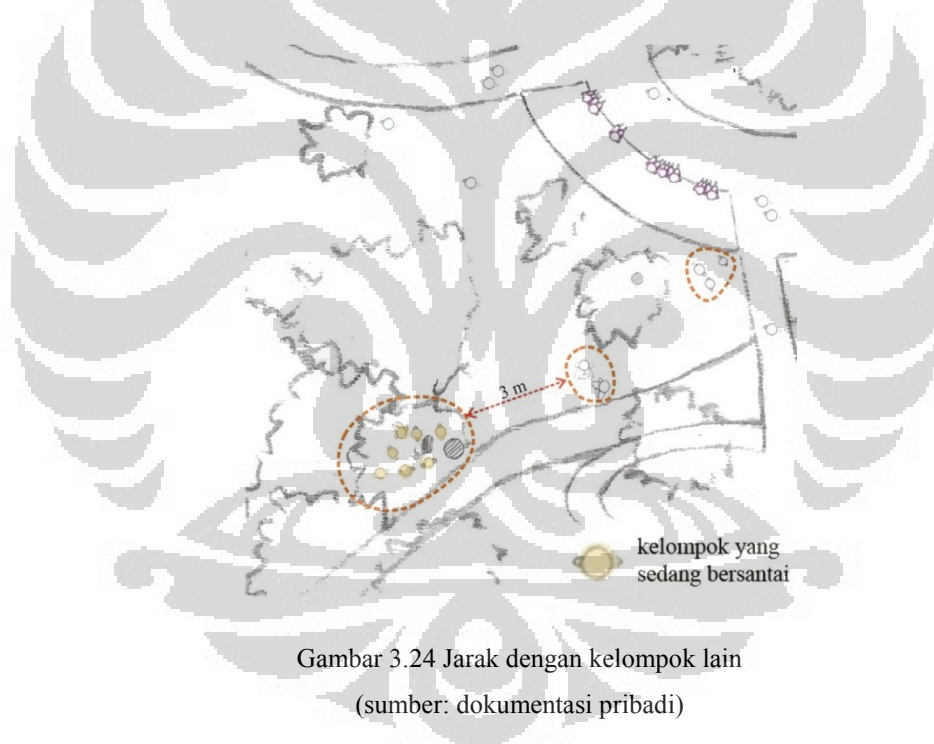 3 m
kelompok yang
sedang bersantai
Gambar 3.24 Jarak dengan kelompok lain
(sumber: dokumentasi pribadi)